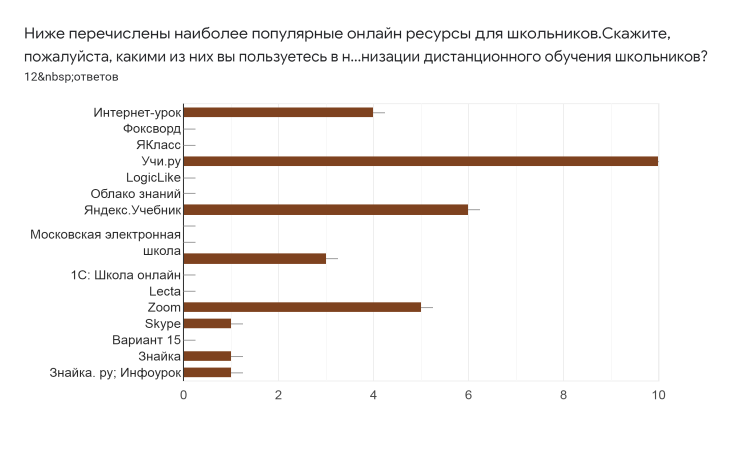 Ниже перечислены наиболее популярные онлайн ресурсы для школьников.Скажите,
пожалуйста, какими из них вы пользуетесь в н...низации дистанционного обучения школьников?
12&nbsp;ответов
Интернет-урок
Фоксворд
ЯКласс
Учи.ру
LogicLike
Облако знаний
Яндекс.Учебник
Московская электронная
школа
1С: Школа онлайн
Lecta
Zoom
Skype
Вариант 15
Знайка
Знайка. ру; Инфоурок
0 2 4 6 8 10